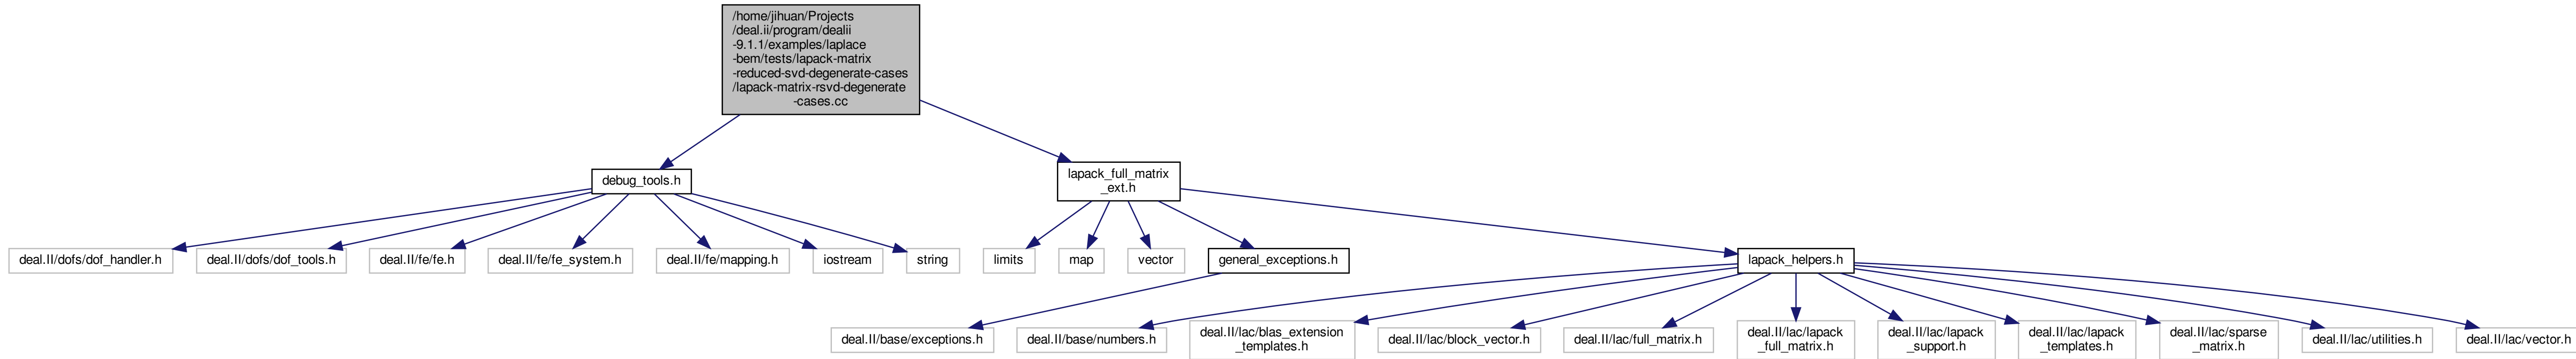 /home/jihuan/Projects
/deal.ii/program/dealii
-9.1.1/examples/laplace
-bem/tests/lapack-matrix
-reduced-svd-degenerate-cases
/lapack-matrix-rsvd-degenerate
-cases.cc
debug_tools.h
lapack_full_matrix
_ext.h
deal.II/dofs/dof_handler.h
deal.II/dofs/dof_tools.h
deal.II/fe/fe.h
deal.II/fe/fe_system.h
deal.II/fe/mapping.h
iostream
string
limits
map
vector
general_exceptions.h
lapack_helpers.h
deal.II/base/exceptions.h
deal.II/base/numbers.h
deal.II/lac/blas_extension
_templates.h
deal.II/lac/block_vector.h
deal.II/lac/full_matrix.h
deal.II/lac/lapack
_full_matrix.h
deal.II/lac/lapack
_support.h
deal.II/lac/lapack
_templates.h
deal.II/lac/sparse
_matrix.h
deal.II/lac/utilities.h
deal.II/lac/vector.h